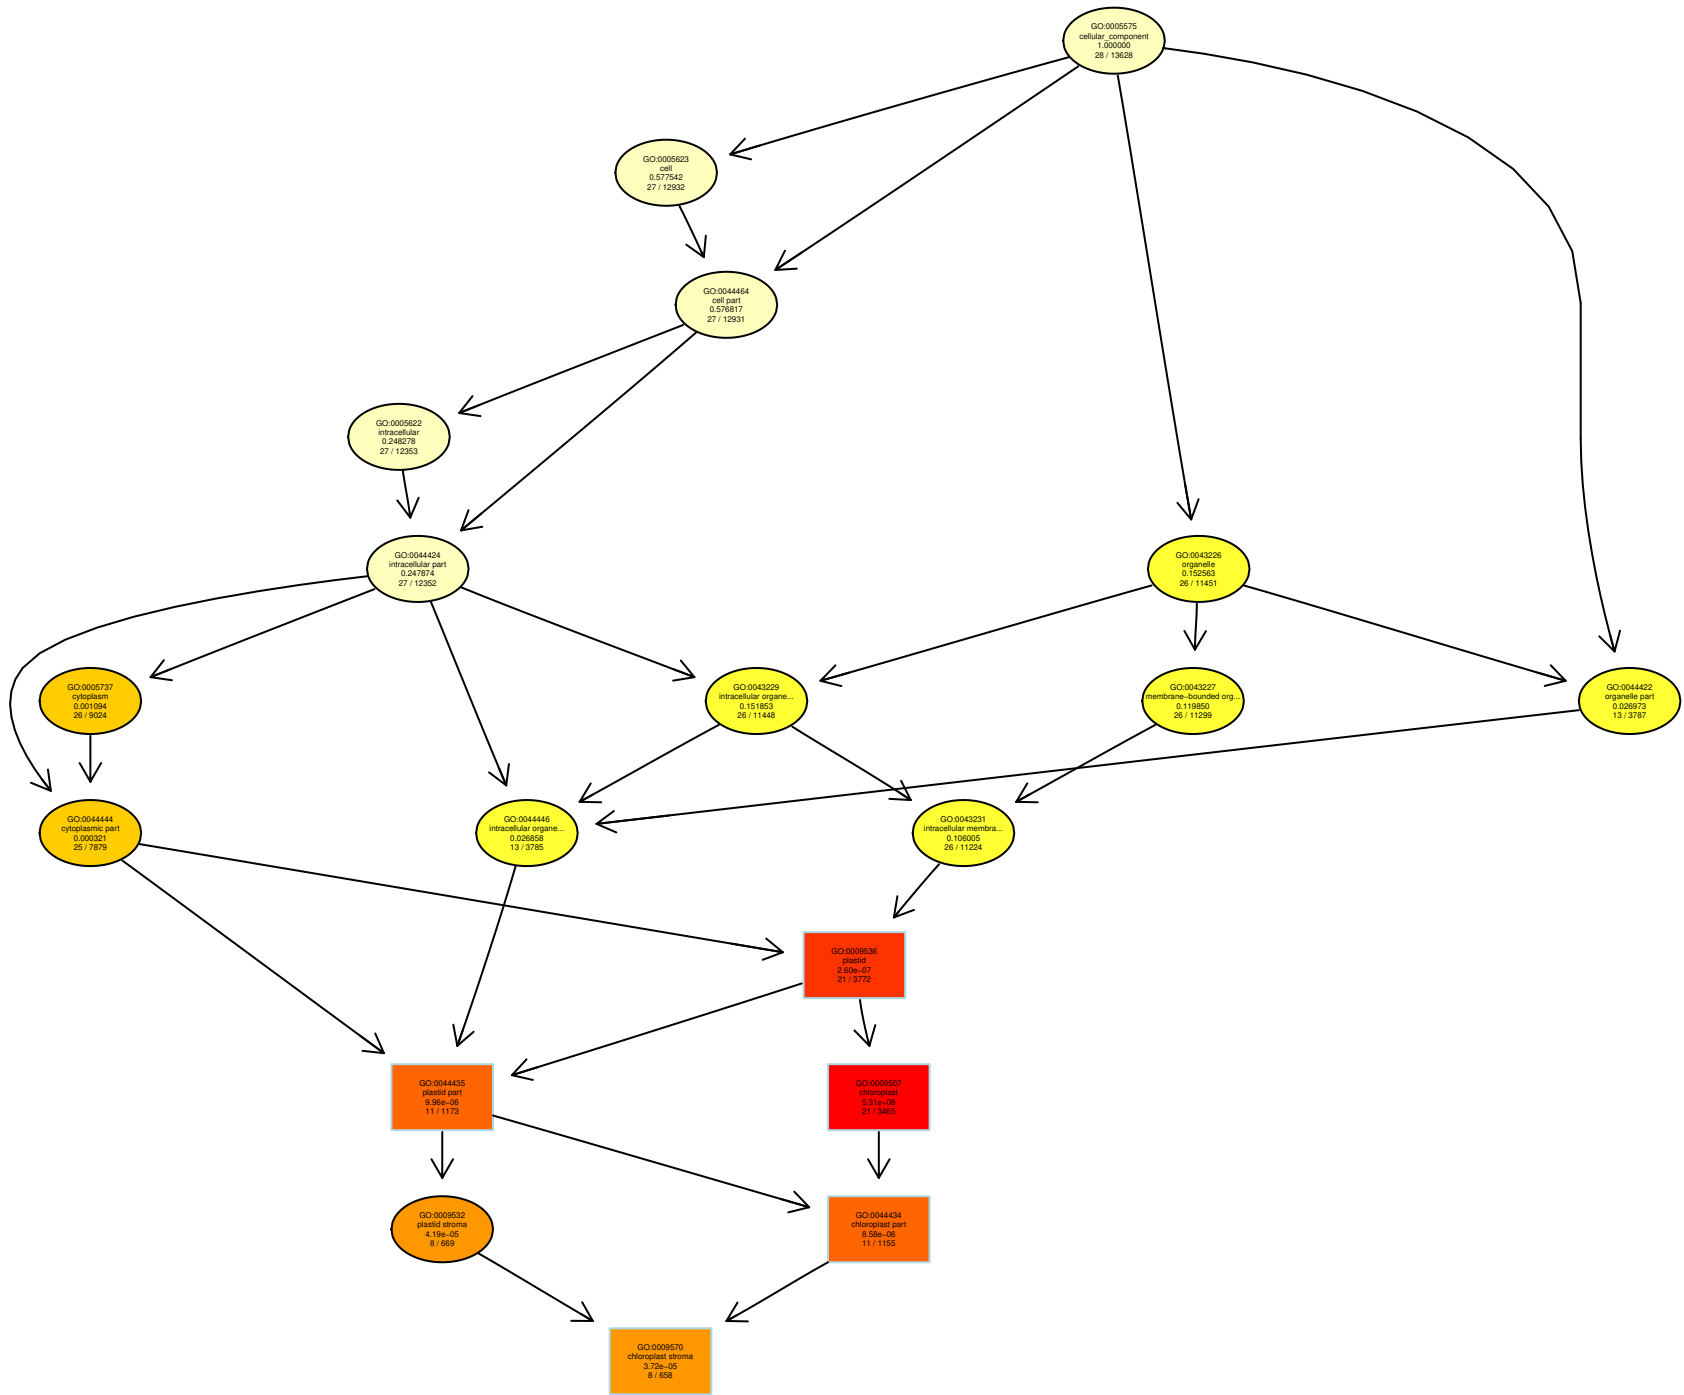 GO:0005575
cellular_component
1.000000
28 / 13628
GO:0005623
cell
0.577542
27 / 12932
GO:0044464
cell part
0.576817
27 / 12931
GO:0005622
intracellular
0.248278
27 / 12353
GO:0044424
intracellular part
0.247874
27 / 12352
GO:0043226
organelle
0.152563
26 / 11451
GO:0005737
cytoplasm
0.001094
26 / 9024
GO:0043229
intracellular organe...
0.151853
26 / 11448
GO:0043227
membrane−bounded org...
0.119850
26 / 11299
GO:0044422
organelle part
0.026973
13 / 3787
GO:0044444
cytoplasmic part
0.000321
25 / 7879
GO:0044446
intracellular organe...
0.026858
13 / 3785
GO:0043231
intracellular membra...
0.106005
26 / 11224
GO:0009536
plastid
2.60e−07
21 / 3772
GO:0044435
plastid part
9.96e−06
11 / 1173
GO:0009507
chloroplast
5.31e−08
21 / 3465
GO:0009532
plastid stroma
4.19e−05
8 / 669
GO:0044434
chloroplast part
8.58e−06
11 / 1155
GO:0009570
chloroplast stroma
3.72e−05
8 / 658